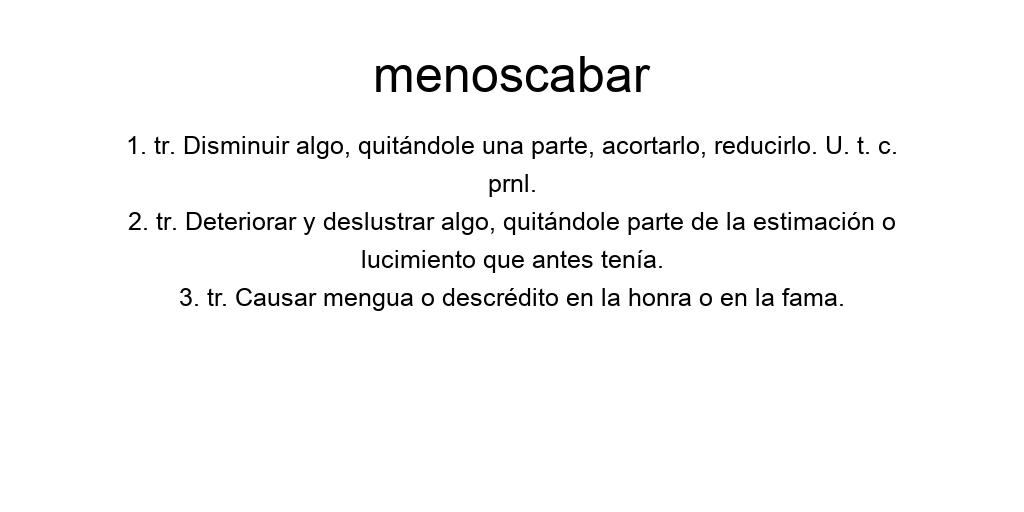 menoscabar
1. tr. Disminuir algo, quitándole una parte, acortarlo, reducirlo. U. t. c.
prnl.
2. tr. Deteriorar y deslustrar algo, quitándole parte de la estimación o
lucimiento que antes tenía.
3. tr. Causar mengua o descrédito en la honra o en la fama.